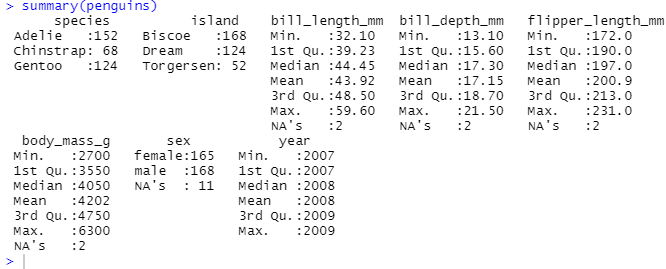 > summary(penguins)
      species          island    bill_length_mm  bill_depth_mm   flipper_length_mm
 Adelie   :152   Biscoe   :168   Min.   :32.10   Min.   :13.10   Min.   :172.0
 Chinstrap: 68   Dream    :124   1st Qu.:39.23   1st Qu.:15.60   1st Qu.:190.0
 Gentoo   :124   Torgersen: 52   Median :44.45   Median :17.30   Median :197.0
                                 Mean   :43.92   Mean   :17.15   Mean   :200.9
                                 3rd Qu.:48.50   3rd Qu.:18.70   3rd Qu.:213.0
                                 Max.   :59.60   Max.   :21.50   Max.   :231.0
                                 NA's   :2       NA's   :2       NA's   :2
  body_mass_g       sex           year
 Min.   :2700   female:165   Min.   :2007
 1st Qu.:3550   male  :168   1st Qu.:2007
 Median :4050   NA's  : 11   Median :2008
 Mean   :4202                Mean   :2008
 3rd Qu.:4750                3rd Qu.:2009
 Max.   :6300                Max.   :2009
 NA's   :2
>